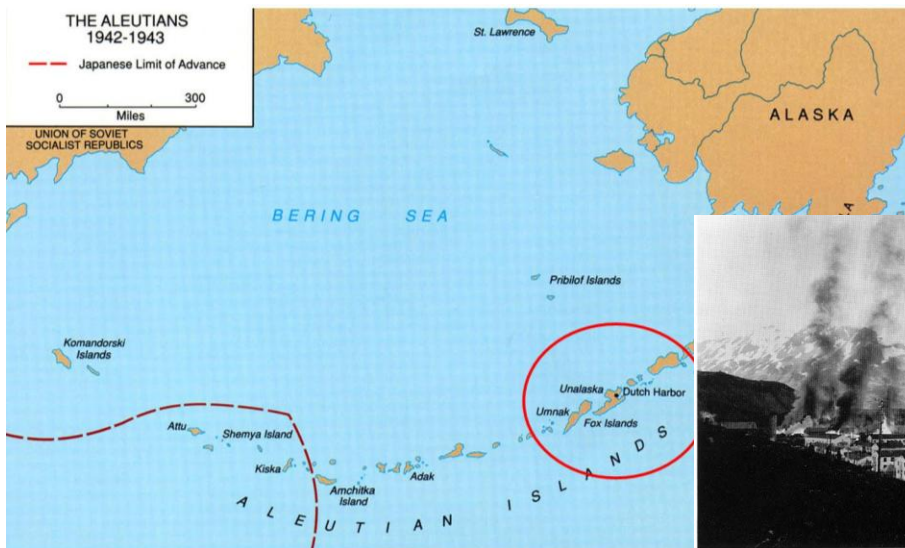 THE ALEUTIANS
1942-1943
Japanese Limit of Advance
0 300
Miles
UNION OF SOVIET
SOCIALIST REPUBLICS
St. Lawrence
ALASKA
BERING SEA
Pribilof Islands
Komandorski
Islands
Unalaska
Dutch Harbor
Umnak
Fox Islands
Attu
Shemya Island
Kiska
Amchitka
Island
Adak
ALEUTIAN ISLANDS